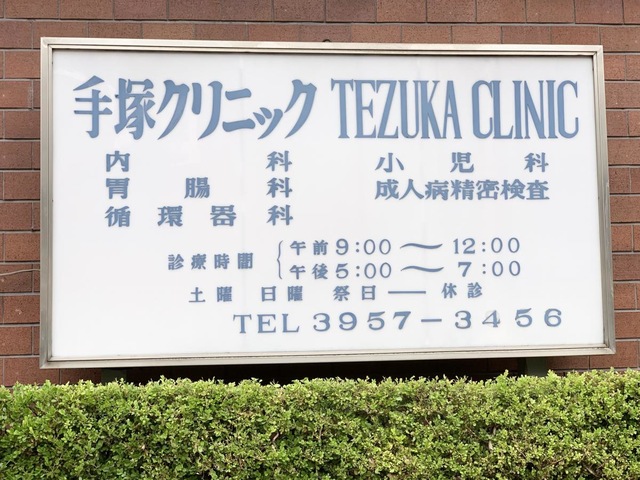 手塚クリニック TEZUKA CLINIC
内科 小児科
胃腸科 成人病精密検査
循環器科
診療時間 午前9:00〜12:00
午後5:00〜7:00
土曜 日曜 祭日―休診
TEL 3957-3456